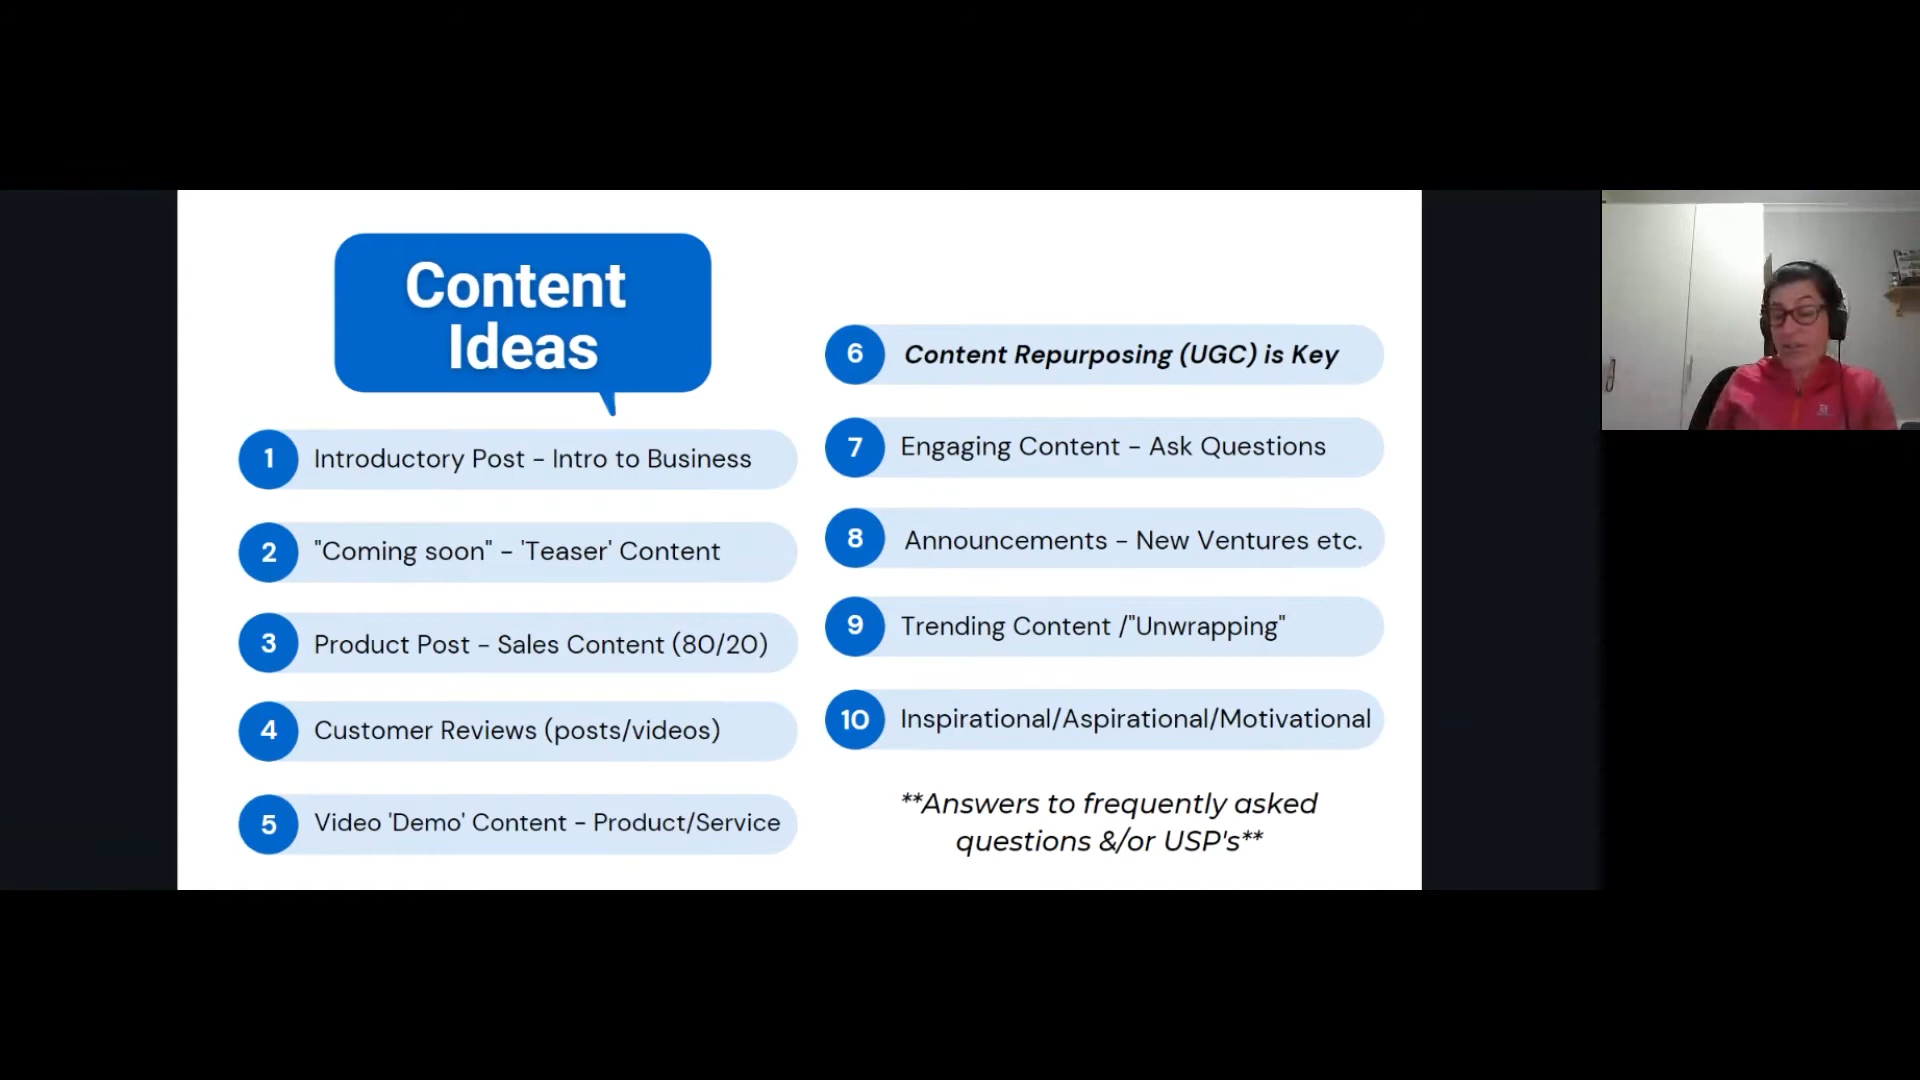 Content
Ideas
1 Introductory Post - Intro to Business
2 "Coming soon" - 'Teaser' Content
3 Product Post - Sales Content (80/20)
4 Customer Reviews (posts/videos)
5 Video 'Demo' Content - Product/Service
6 Content Repurposing (UGC) is Key
7 Engaging Content - Ask Questions
8 Announcements - New Ventures etc.
9 Trending Content /"Unwrapping"
10 Inspirational/Aspirational/Motivational
**Answers to frequently asked
questions &/or USP's**